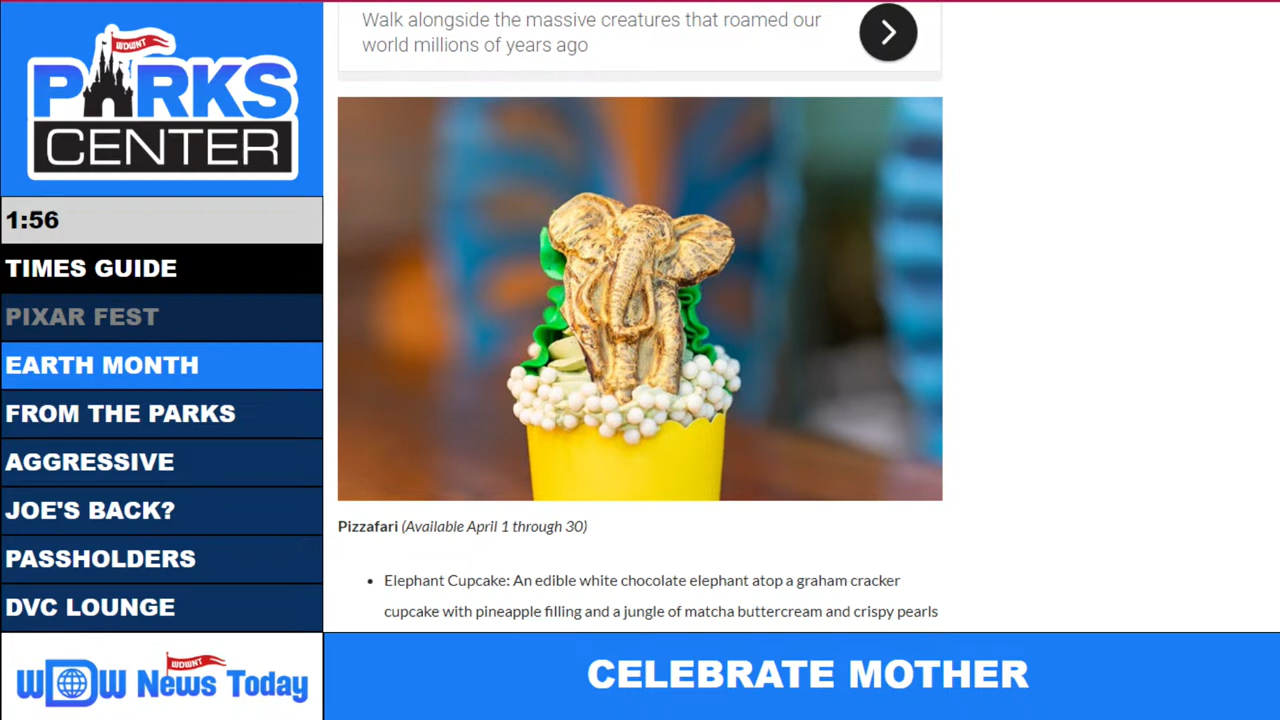 WDWNT
PARKS
CENTER
1:56
TIMES GUIDE
PIXAR FEST
EARTH MONTH
FROM THE PARKS
AGGRESSIVE
JOE'S BACK?
PASSHOLDERS
DVC LOUNGE
WDWNT
WDW News Today
Walk alongside the massive creatures that roamed our
world millions of years ago
Pizzafari (Available April 1 through 30)
• Elephant Cupcake: An edible white chocolate elephant atop a graham cracker
cupcake with pineapple filling and a jungle of matcha buttercream and crispy pearls
CELEBRATE MOTHER